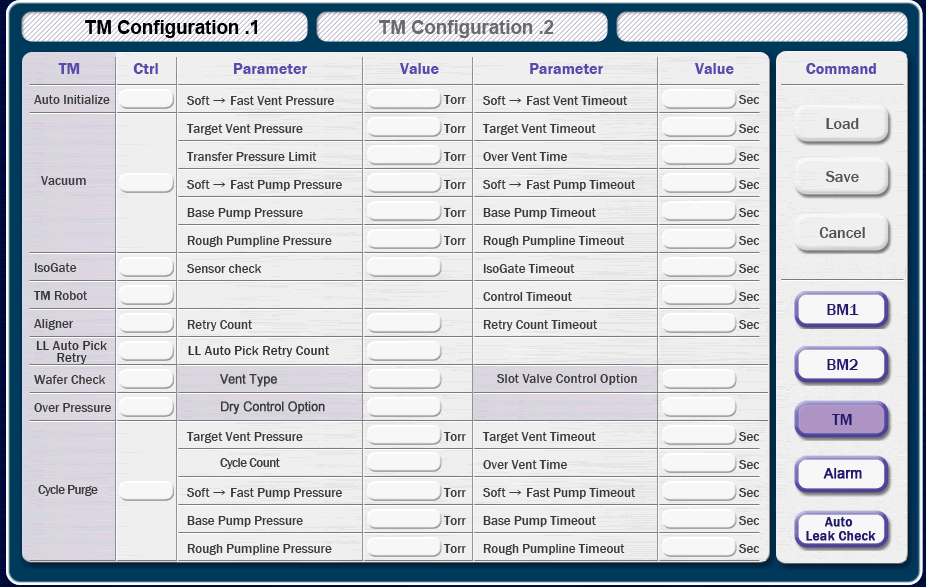 TM Configuration .1 TM Configuration .2
TM Ctrl Parameter Value Parameter Value Command
Auto Initialize Soft → Fast Vent Pressure Torr Soft → Fast Vent Timeout Sec
Target Vent Pressure Torr Target Vent Timeout Sec
Load
Transfer Pressure Limit Torr Over Vent Time Sec
Vacuum Soft → Fast Pump Pressure Torr Soft → Fast Pump Timeout Sec
Save
Base Pump Pressure Torr Base Pump Timeout Sec
Rough Pumpline Pressure Torr Rough Pumpline Timeout Sec
Cancel
IsoGate Sensor check IsoGate Timeout Sec
TM Robot Control Timeout Sec
BM1
Aligner Retry Count Retry Count Timeout Sec
LL Auto Pick
Retry LL Auto Pick Retry Count
BM2
Wafer Check Vent Type Slot Valve Control Option
Over Pressure Dry Control Option
TM
Target Vent Pressure Torr Target Vent Timeout Sec
Cycle Count Over Vent Time Sec
Alarm
Cycle Purge Soft → Fast Pump Pressure Torr Soft → Fast Pump Timeout Sec
Base Pump Pressure Torr Base Pump Timeout Sec
Auto
Leak Check
Rough Pumpline Pressure Torr Rough Pumpline Timeout Sec